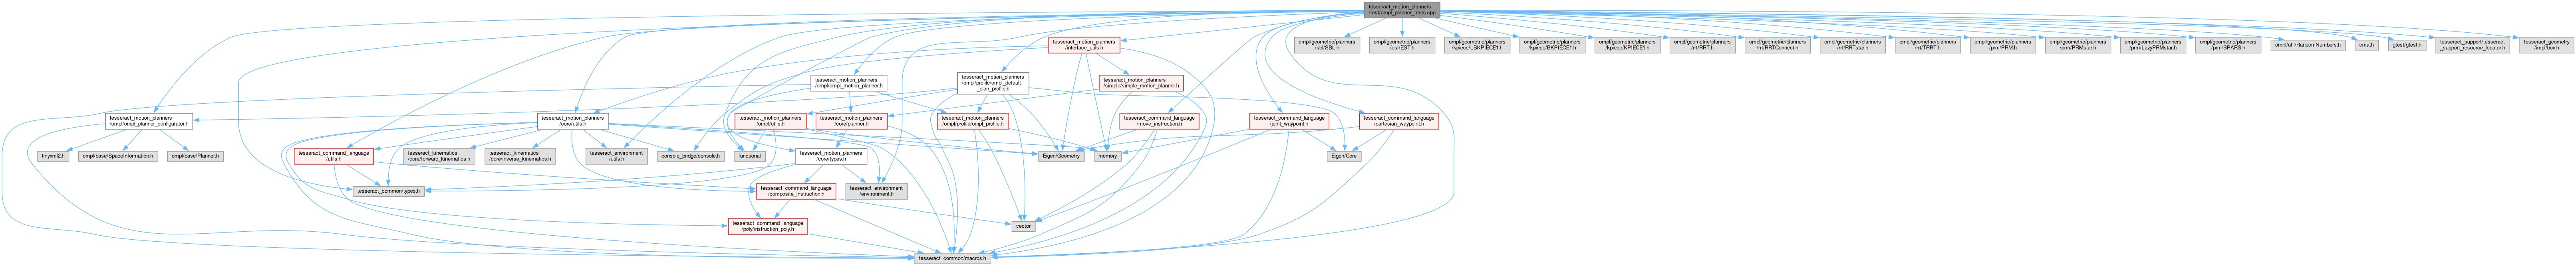 tesseract_motion_planners
/test/ompl_planner_tests.cpp
tesseract_motion_planners
/interface_utils.h
ompl/geometric/planners
/sbl/SBL.h
ompl/geometric/planners
/est/EST.h
ompl/geometric/planners
/kpiece/LBKPIECE1.h
ompl/geometric/planners
/kpiece/BKPIECE1.h
ompl/geometric/planners
/kpiece/KPIECE1.h
ompl/geometric/planners
/rrt/RRT.h
ompl/geometric/planners
/rrt/RRTConnect.h
ompl/geometric/planners
/rrt/RRTstar.h
ompl/geometric/planners
/rrt/TRRT.h
ompl/geometric/planners
/prm/PRM.h
ompl/geometric/planners
/prm/PRMstar.h
ompl/geometric/planners
/prm/LazyPRMstar.h
ompl/geometric/planners
/prm/SPARS.h
ompl/util/RandomNumbers.h
cmath
gtest/gtest.h
tesseract_support/tesseract
_support_resource_locator.h
tesseract_geometry
/impl/box.h
tesseract_motion_planners
/ompl/ompl_motion_planner.h
tesseract_motion_planners
/ompl/profile/ompl_default
_plan_profile.h
tesseract_motion_planners
/simple/simple_motion_planner.h
tesseract_motion_planners
/ompl/ompl_planner_configurator.h
tesseract_motion_planners
/core/utils.h
tesseract_motion_planners
/ompl/utils.h
tesseract_motion_planners
/core/planner.h
tesseract_motion_planners
/ompl/profile/ompl_profile.h
tesseract_command_language
/move_instruction.h
tesseract_command_language
/joint_waypoint.h
tesseract_command_language
/cartesian_waypoint.h
tinyxml2.h
ompl/base/SpaceInformation.h
ompl/base/Planner.h
tesseract_command_language
/utils.h
tesseract_kinematics
/core/forward_kinematics.h
tesseract_kinematics
/core/inverse_kinematics.h
tesseract_environment
/utils.h
console_bridge/console.h
functional
tesseract_motion_planners
/core/types.h
Eigen/Geometry
memory
Eigen/Core
tesseract_common/types.h
tesseract_command_language
/composite_instruction.h
tesseract_environment
/environment.h
tesseract_command_language
/poly/instruction_poly.h
vector
tesseract_common/macros.h